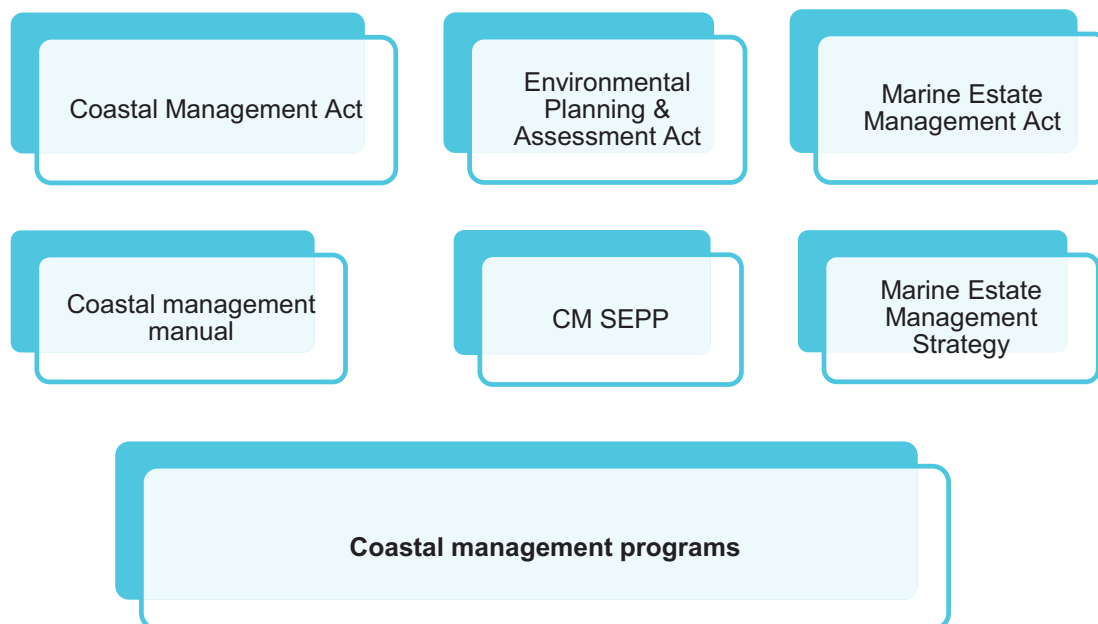 Coastal Management Act
Environmental
Planning &
Assessment Act
Marine Estate
Management Act
Coastal management
manual
CM SEPP
Marine Estate
Management
Strategy
Coastal management programs